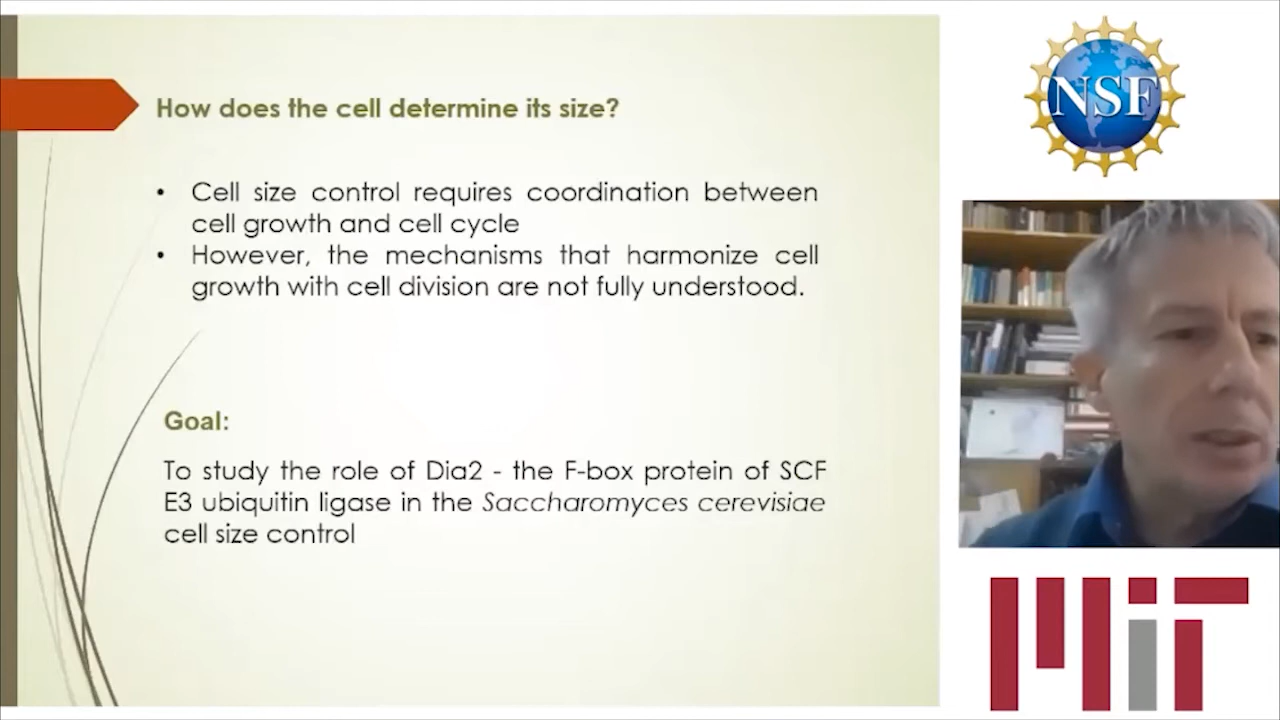 How does the cell determine its size?
• Cell size control requires coordination between
cell growth and cell cycle
• However, the mechanisms that harmonize cell
growth with cell division are not fully understood.
Goal:
To study the role of Dia2 - the F-box protein of SCF
E3 ubiquitin ligase in the Saccharomyces cerevisiae
cell size control
NSF
MIT